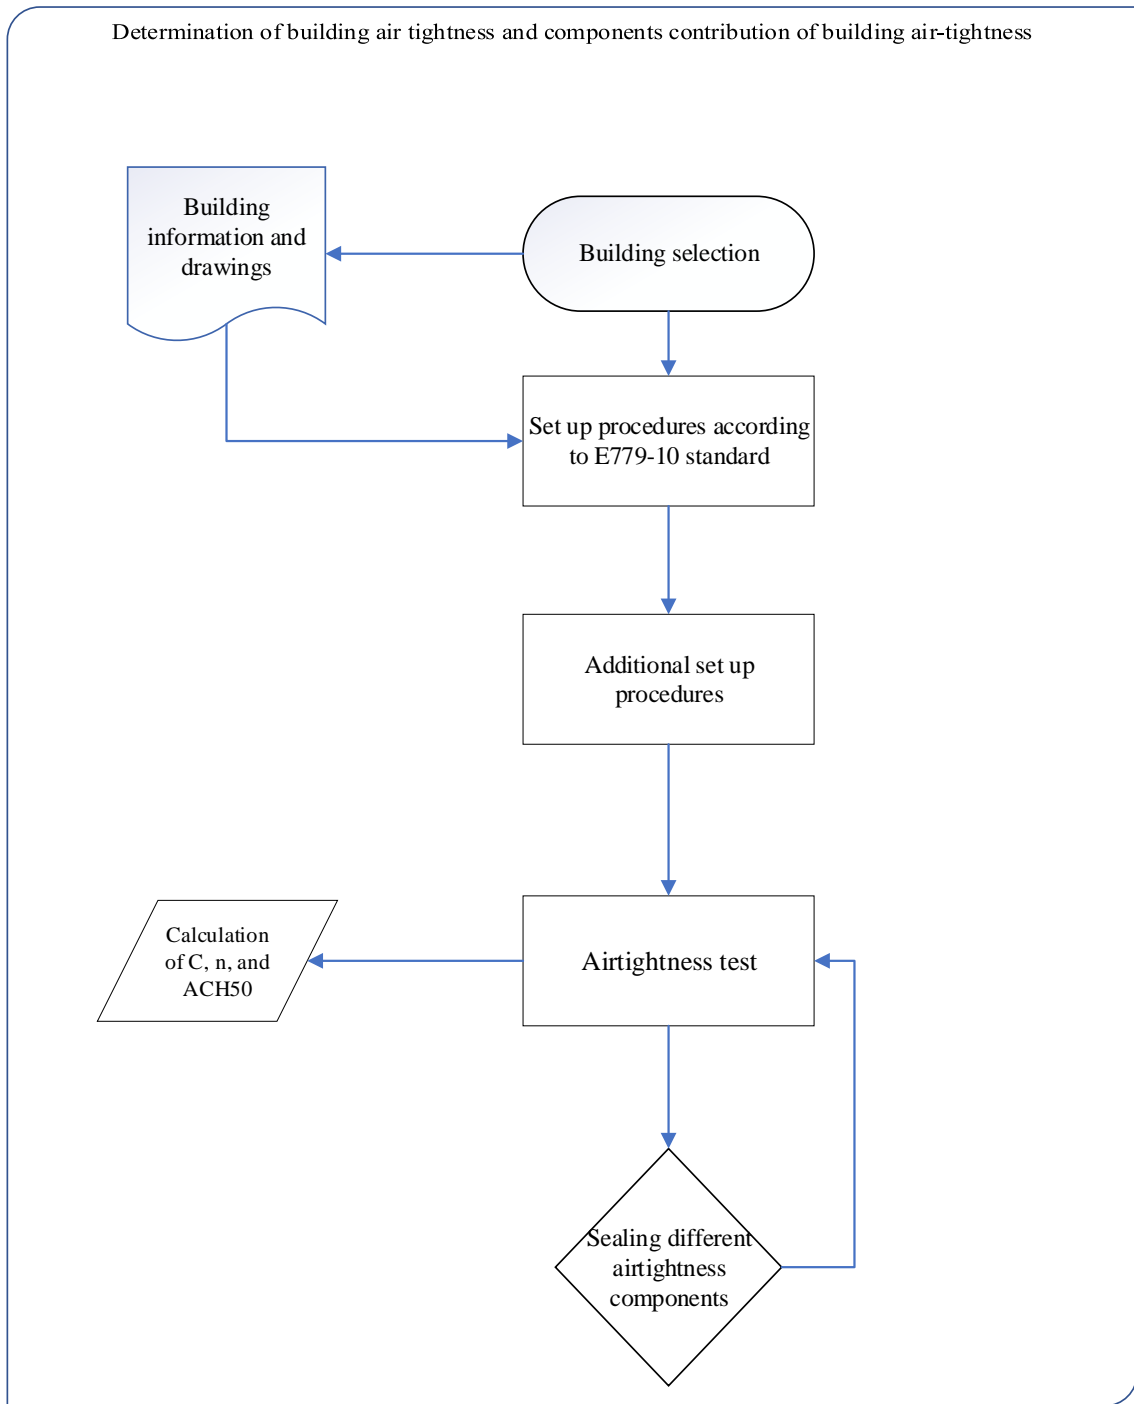 Determination of building air tightness and components contribution of building air-tightness
Building
information and
drawings
Building selection
Set up procedures according
to E779-10 standard
Additional set up
procedures
Calculation
of C, n, and
ACH50
Airtightness test
Sealing different
airtightness
components